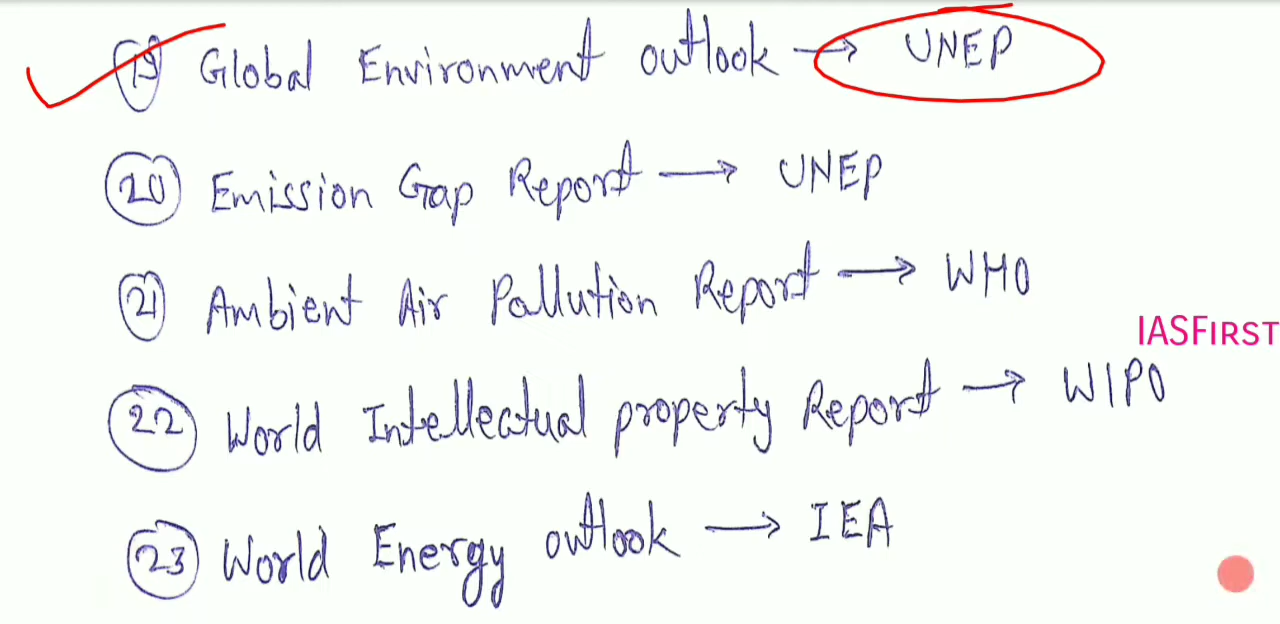 19 Global Environment outlook → UNEP
20 Emission Gap Report → UNEP
21 Ambient Air Pollution Report → WHO
IASFIRST
22 World Intellectual property Report → WIPO
23 World Energy outlook → IEA